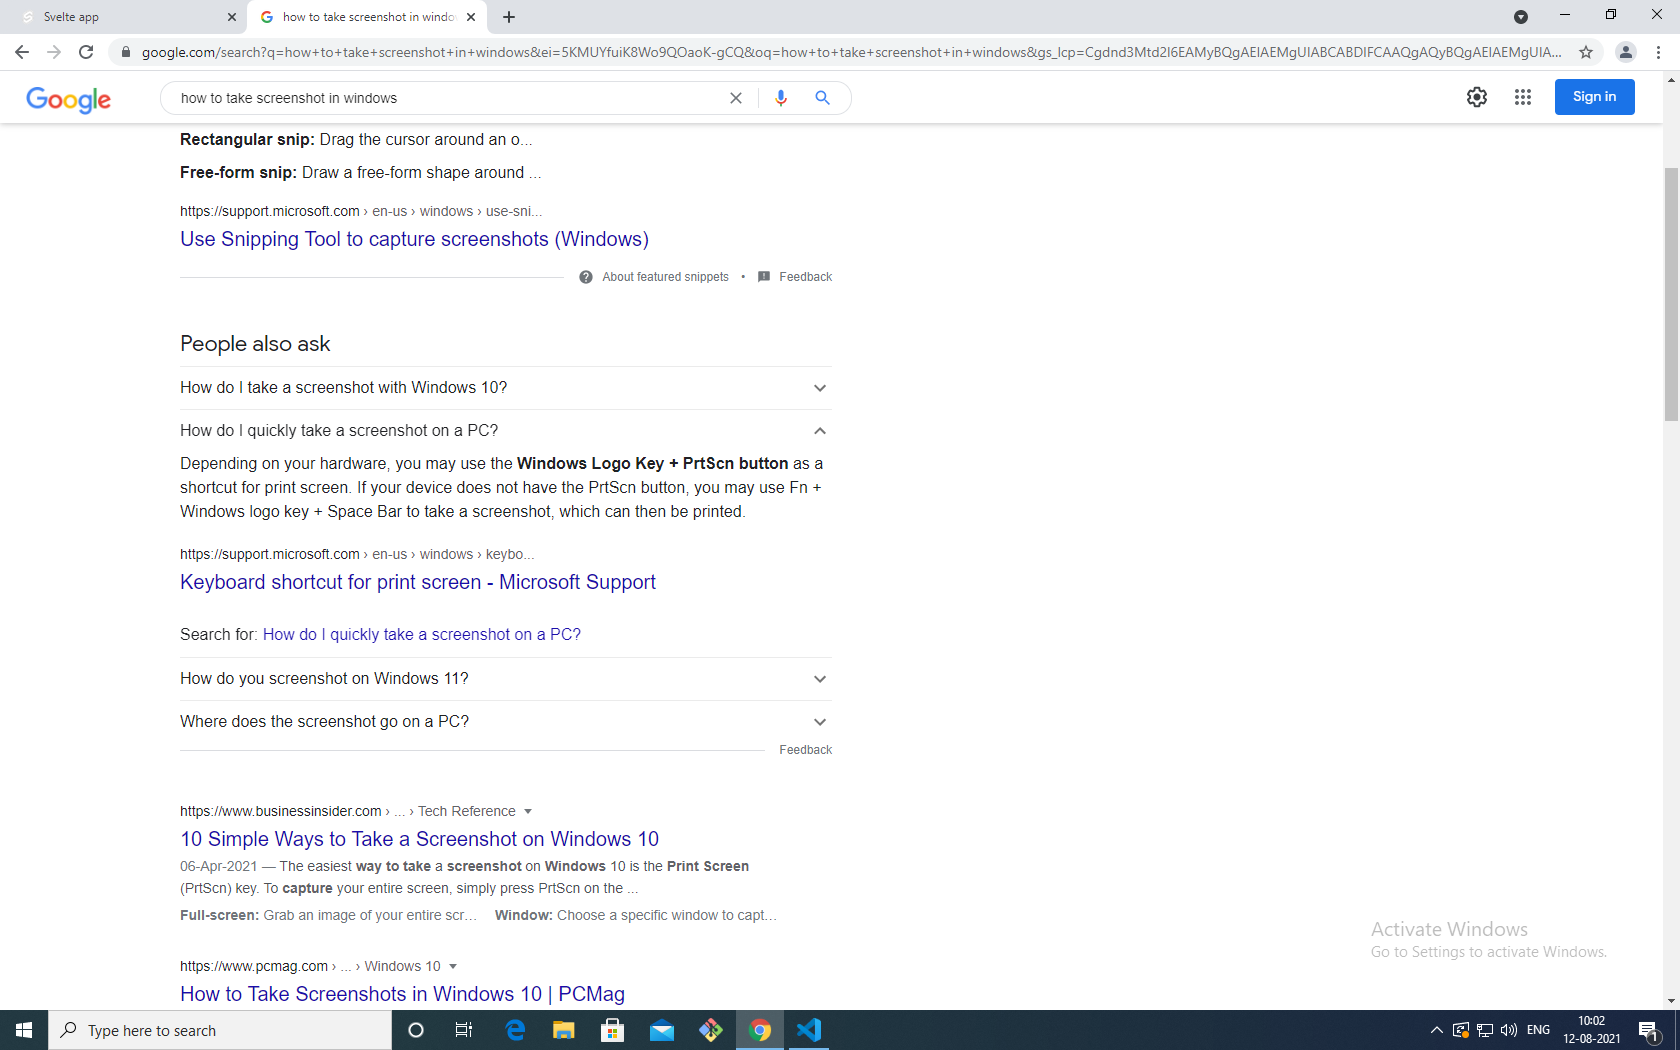 Svelte app
how to take screenshot in windo
google.com/search?q=how+to+take+screenshot+in+windows&ei=5KMUYfuiK8Wo9QOaoK-gCQ&oq=how+to+take+screenshot+in+windows&gs_lcp=Cgdnd3Mtd2l6EAMyBQgAEIAEMgUIABCABDIFCAAQgAQyBQgAEIAEMgUIA...
Google
how to take screenshot in windows
Sign in
Rectangular snip: Drag the cursor around an o...
Free-form snip: Draw a free-form shape around ...
https://support.microsoft.com › en-us › windows › use-sni...
Use Snipping Tool to capture screenshots (Windows)
About featured snippets • Feedback
People also ask
How do I take a screenshot with Windows 10?
How do I quickly take a screenshot on a PC?
Depending on your hardware, you may use the Windows Logo Key + PrtScn button as a
shortcut for print screen. If your device does not have the PrtScn button, you may use Fn +
Windows logo key + Space Bar to take a screenshot, which can then be printed.
https://support.microsoft.com › en-us › windows › keybo...
Keyboard shortcut for print screen - Microsoft Support
Search for: How do I quickly take a screenshot on a PC?
How do you screenshot on Windows 11?
Where does the screenshot go on a PC?
Feedback
https://www.businessinsider.com › ... › Tech Reference
10 Simple Ways to Take a Screenshot on Windows 10
06-Apr-2021 — The easiest way to take a screenshot on Windows 10 is the Print Screen
(PrtScn) key. To capture your entire screen, simply press PrtScn on the ...
Full-screen: Grab an image of your entire scr... Window: Choose a specific window to capt...
https://www.pcmag.com › ... › Windows 10
How to Take Screenshots in Windows 10 | PCMag
Activate Windows
Go to Settings to activate Windows.
Type here to search
ENG
10:02
12-08-2021
1